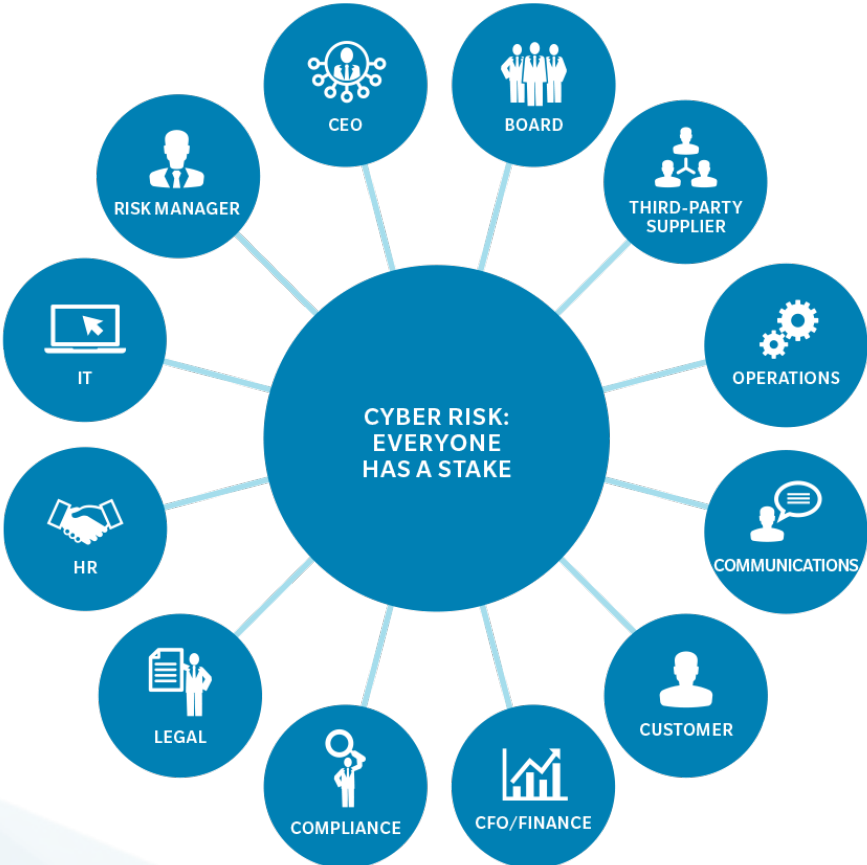 CEO
BOARD
RISK MANAGER
THIRD-PARTY
SUPPLIER
IT
OPERATIONS
CYBER RISK:
EVERYONE
HAS A STAKE
HR
COMMUNICATIONS
LEGAL
CUSTOMER
COMPLIANCE
CFO/FINANCE